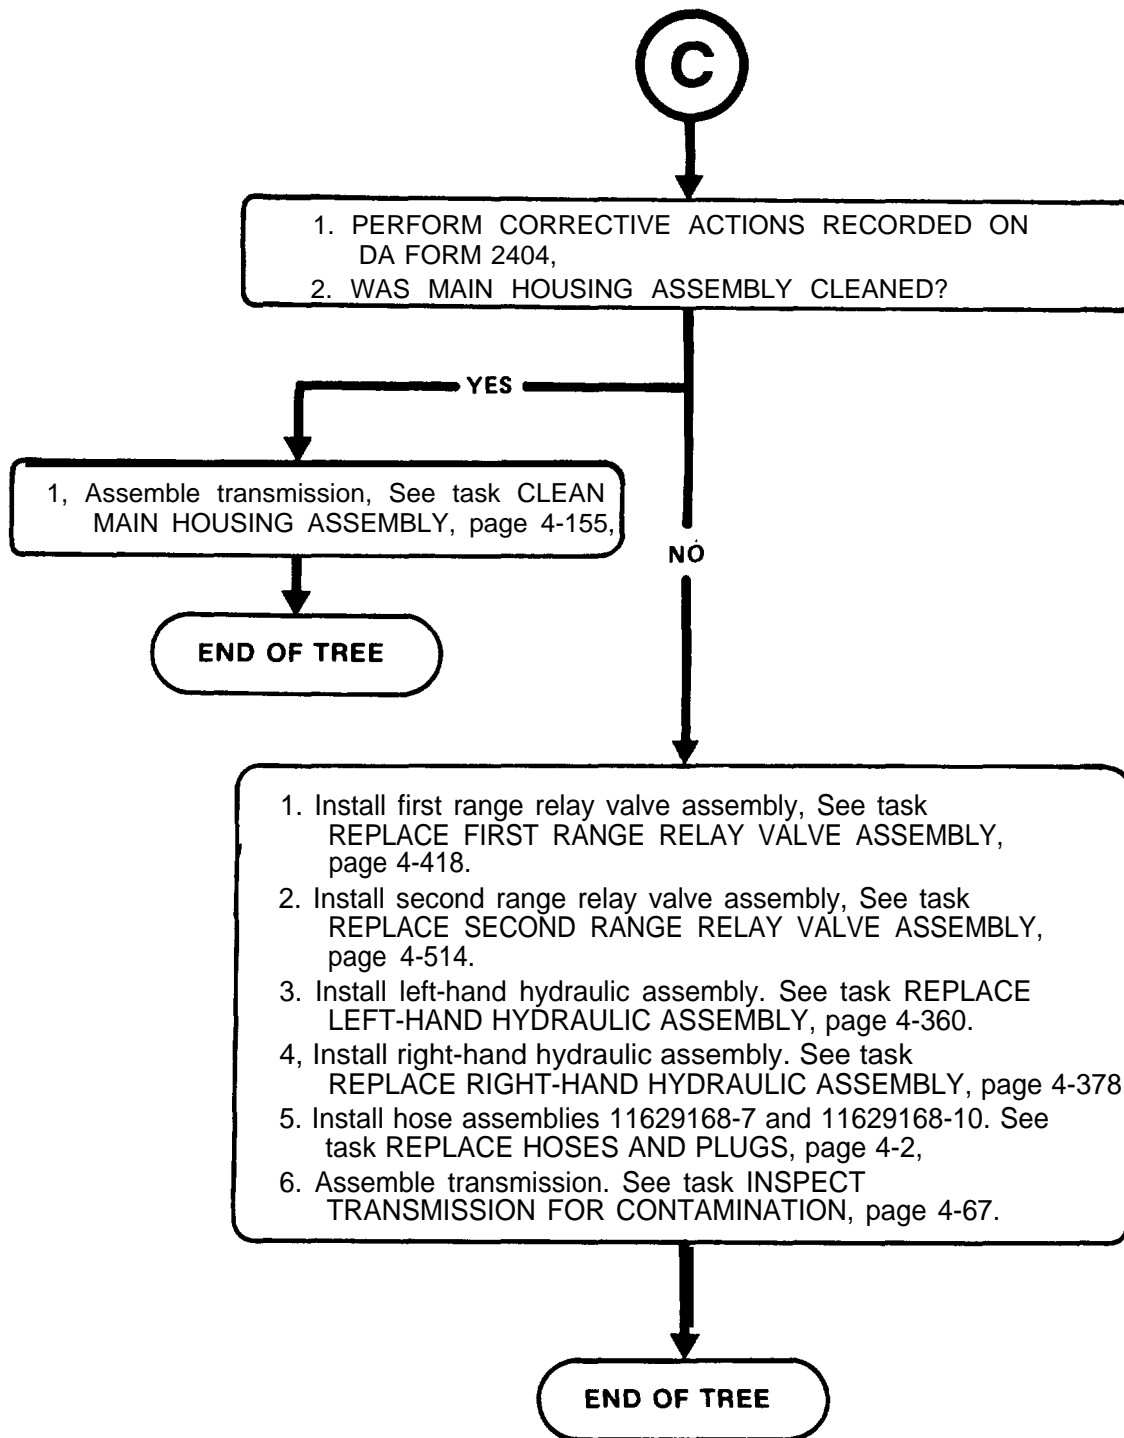 C
1. PERFORM CORRECTIVE ACTIONS RECORDED ON
DA FORM 2404,
2. WAS MAIN HOUSING ASSEMBLY CLEANED?
YES
1, Assemble transmission, See task CLEAN
MAIN HOUSING ASSEMBLY, page 4-155,
NO
END OF TREE
1. Install first range relay valve assembly, See task
REPLACE FIRST RANGE RELAY VALVE ASSEMBLY,
page 4-418.
2. Install second range relay valve assembly, See task
REPLACE SECOND RANGE RELAY VALVE ASSEMBLY,
page 4-514.
3. Install left-hand hydraulic assembly. See task REPLACE
LEFT-HAND HYDRAULIC ASSEMBLY, page 4-360.
4, Install right-hand hydraulic assembly. See task
REPLACE RIGHT-HAND HYDRAULIC ASSEMBLY, page 4-378
5. Install hose assemblies 11629168-7 and 11629168-10. See
task REPLACE HOSES AND PLUGS, page 4-2,
6. Assemble transmission. See task INSPECT
TRANSMISSION FOR CONTAMINATION, page 4-67.
END OF TREE